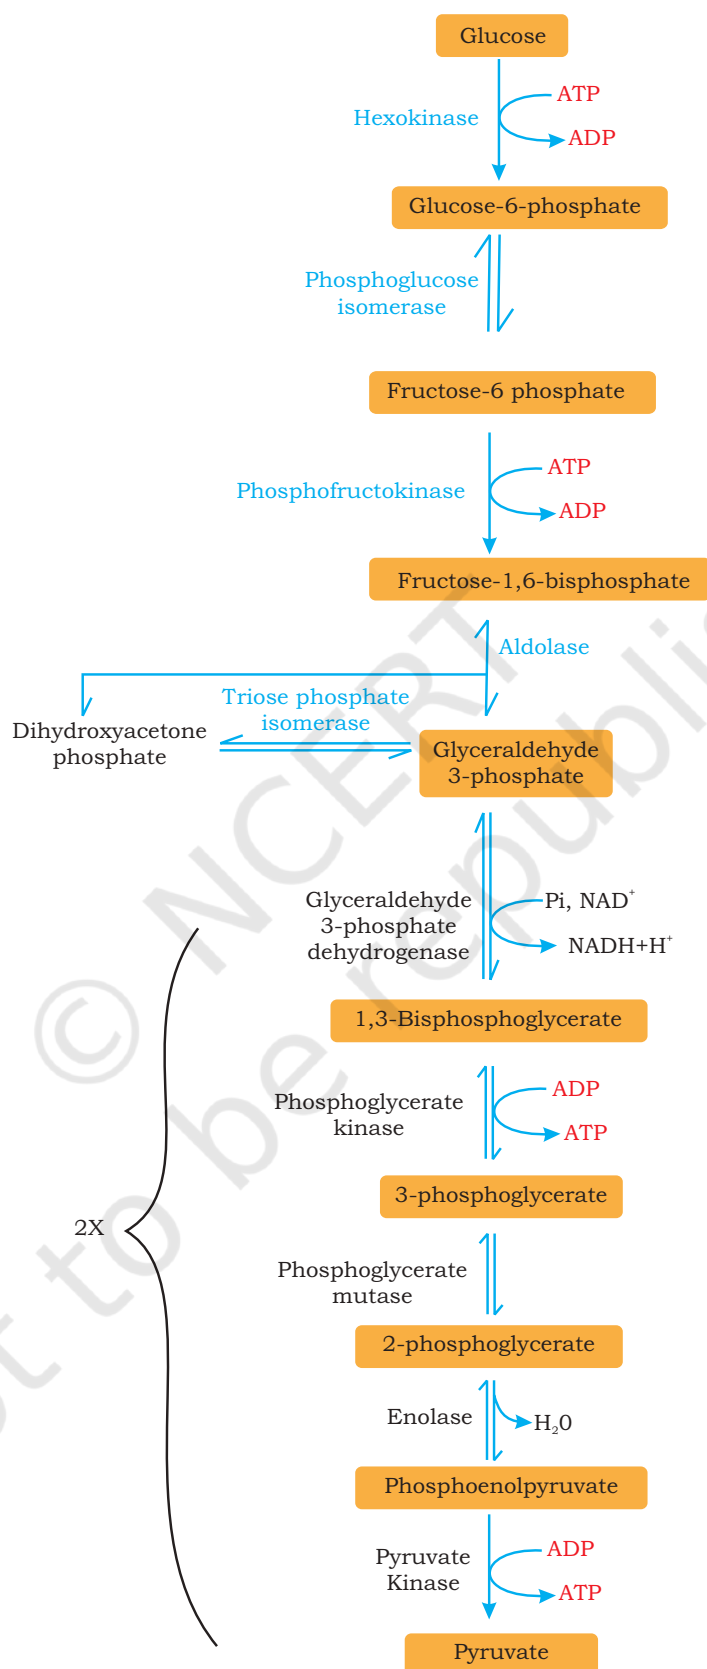 Glucose
ATP
Hexokinase
ADP
Glucose-6-phosphate
Phosphoglucose
isomerase
Fructose-6 phosphate
ATP
Phosphofructokinase
ADP
Fructose-1,6-bisphosphate
Aldolase
Triose phosphate
isomerase
Dihydroxyacetone
phosphate
Glyceraldehyde
3-phosphate
Glyceraldehyde
3-phosphate
dehydrogenase
Pi, NAD⁺
NADH+H⁺
1,3-Bisphosphoglycerate
ADP
Phosphoglycerate
kinase
ATP
3-phosphoglycerate
2X
Phosphoglycerate
mutase
2-phosphoglycerate
Enolase
H₂0
Phosphoenolpyruvate
ADP
Pyruvate
Kinase
ATP
Pyruvate
© NCERT
be republis